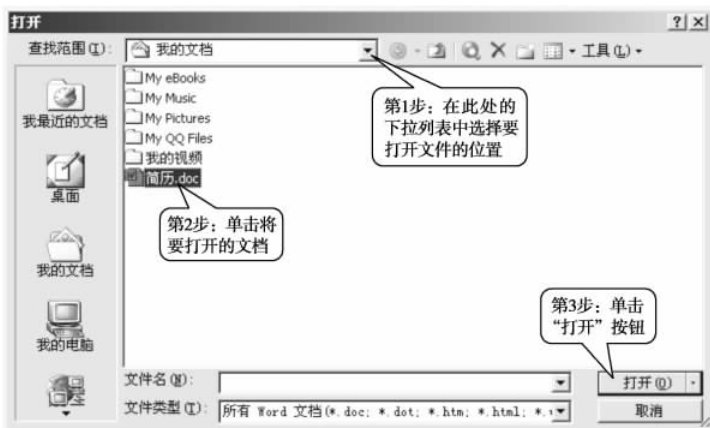 打开
查找范围(I):
我的文档
工具(L)
我最近的文档
桌面
我的文档
我的电脑
My eBooks
My Music
My Pictures
My QQ Files
我的视频
简历.doc
第1步：在此处的
下拉列表中选择要
打开文件的位置
第2步：单击将
要打开的文档
第3步：单击
“打开”按钮
文件名(N):
打开(O)
文件类型(T):
所有 Word 文档(*.doc; *.dot; *.htm; *.html; *.
取消